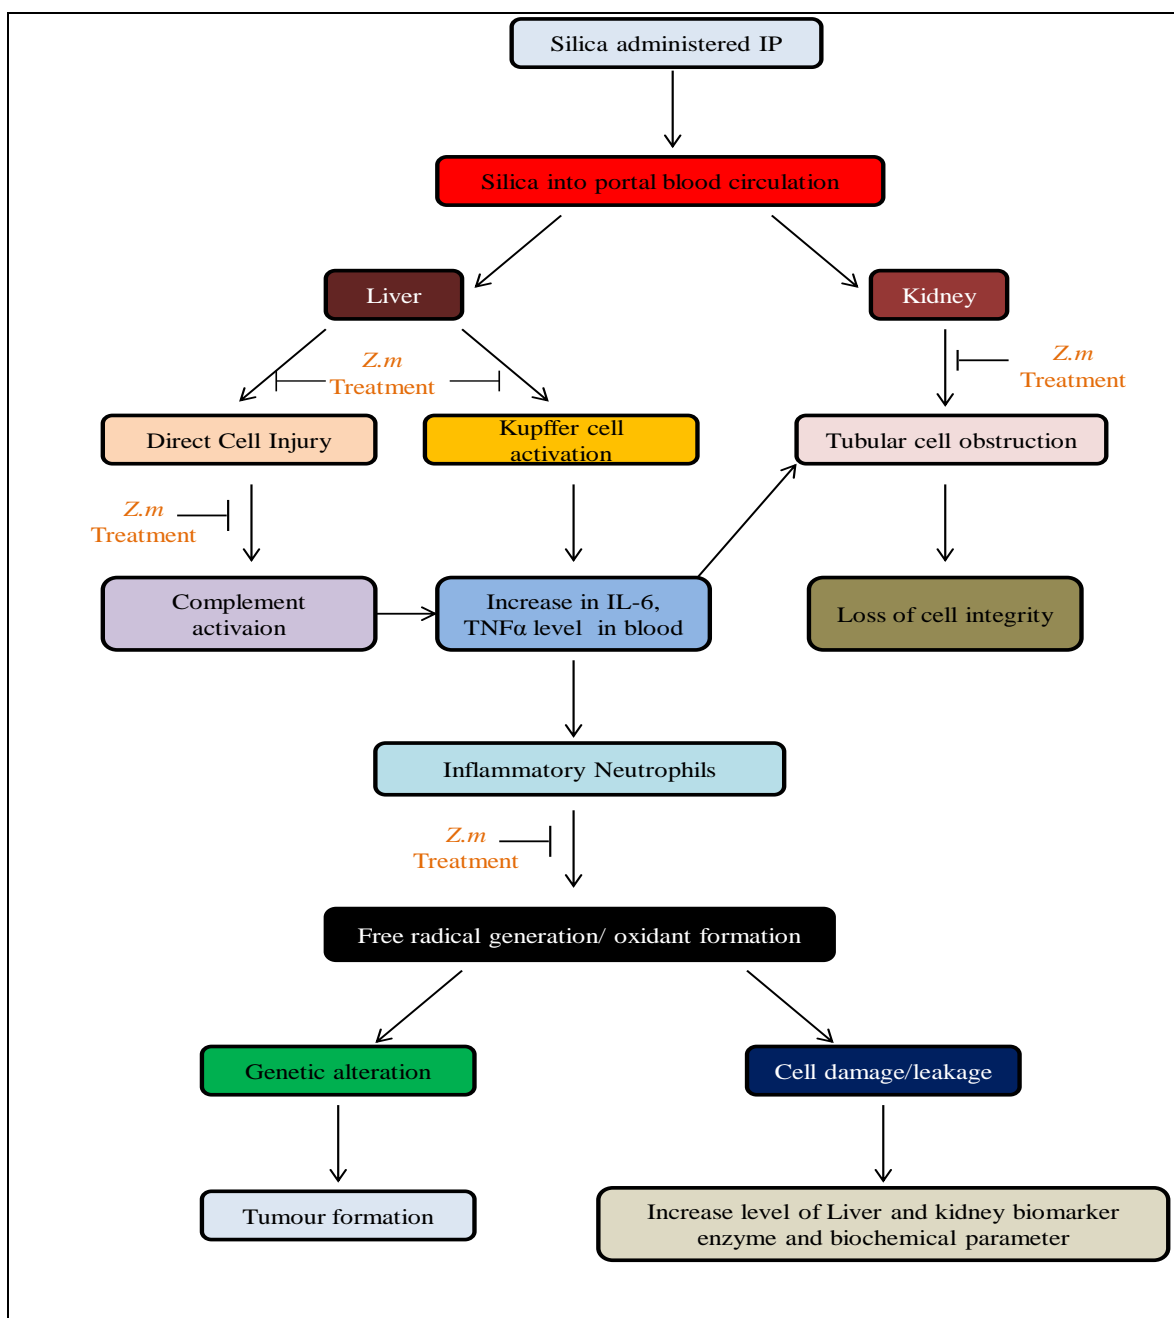 Silica administered IP
Silica into portal blood circulation
Liver
Kidney
Z.m
Treatment
Z.m
Treatment
Direct Cell Injury
Kupffer cell
activation
Tubular cell obstruction
Z.m
Treatment
Complement
activaion
Increase in IL-6,
TNFα level in blood
Loss of cell integrity
Inflammatory Neutrophils
Z.m
Treatment
Free radical generation/ oxidant formation
Genetic alteration
Cell damage/leakage
Tumour formation
Increase level of Liver and kidney biomarker
enzyme and biochemical parameter